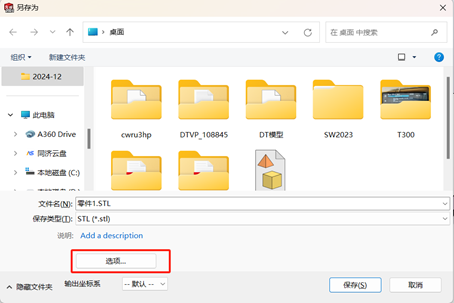 另存为
桌面
在 桌面 中搜索
组织 新建文件夹
2024-12
此电脑
A360 Drive
同济云盘
本地磁盘 (C:)
cwru3hp
DTVP_108845
DT模型
SW2023
T300
文件名(N): 零件1.STL
保存类型(T): STL (*.stl)
说明: Add a description
选项...
隐藏文件夹
输出坐标系 -- 默认 --
保存(S)
取消